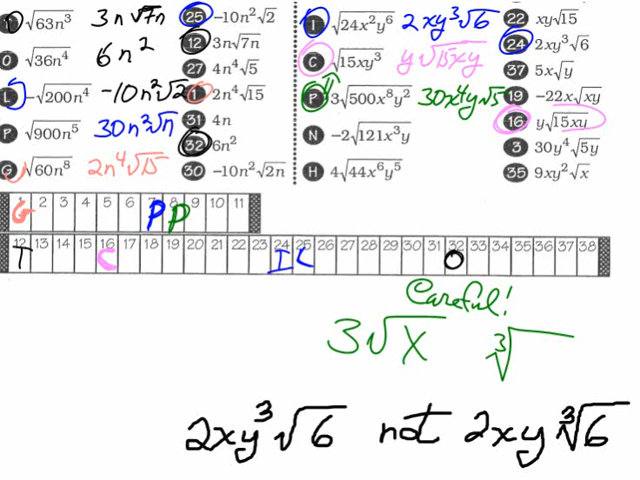 √63n³ 3n√7n
O √36n⁴ 6n²
L -√200n⁴ -10n²√2
P √900n⁵ 30n²√n
G √60n⁸ 2n⁴√15
25 -10n²√2
12 3n√7n
27 4n⁴√5
1 2n⁴√15
31 4n
32 6n²
30 -10n²√2n
I √24x²y⁶ 2xy³√6
C √15xy³ y√15xy
P 3√500x⁸y² 30x⁴y√5
N -2√121x³y
H 4√44x⁶y⁵
22 xy√15
24 2xy³√6
37 5x√y
19 -22x√xy
16 y√15xy
3 30y⁴√5y
35 9xy²√x
1 2 3 4 5 6 7 8 9 10 11
G P P
12 13 14 15 16 17 18 19 20 21 22 23 24 25 26 27 28 29 30 31 32 33 34 35 36 37 38
T C I L O
Careful!
3√x ³√
2xy³√6 not 2xy ³√6